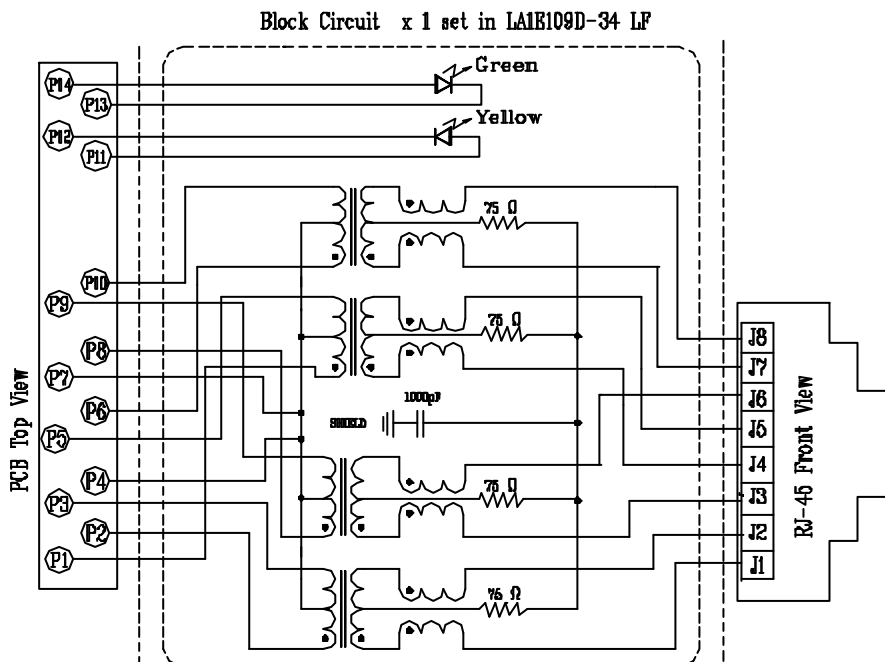 Block Circuit x 1 set in LA1E109D-34 LF
P14
Green
P13
P12
Yellow
P11
75 Ω
P10
P9
75 Ω
J8
P8
J7
P7
1000pF
J6
P6
SHIELD
J5
P5
J4
P4
75 Ω
J3
P3
J2
P2
J1
P1
75 Ω
PCB Top View
RJ-45 Front View